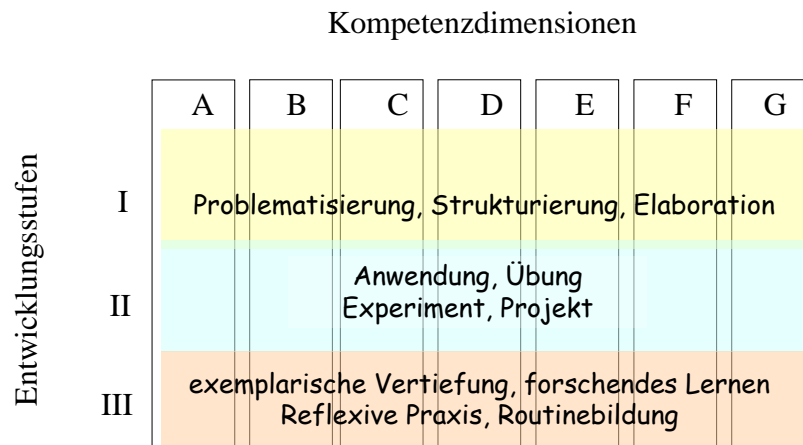 Kompetenzdimensionen
A B C D E F G
Entwicklungsstufen
I
Problematisierung, Strukturierung, Elaboration
II
Anwendung, Übung
Experiment, Projekt
III
exemplarische Vertiefung, forschendes Lernen
Reflexive Praxis, Routinebildung